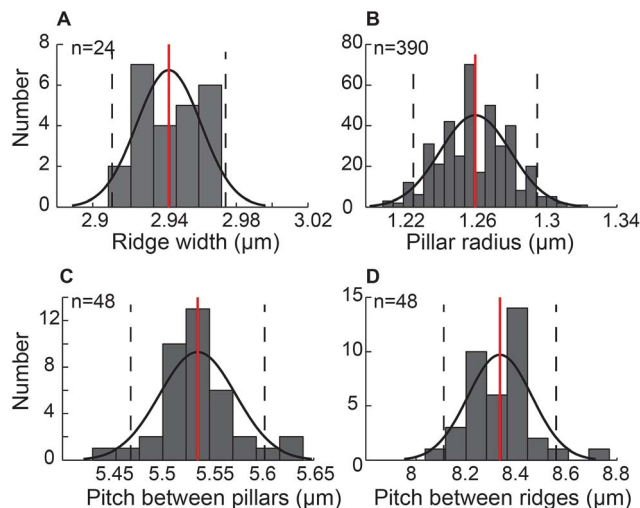 A
n=24
Number
8
6
4
2
0
2.9
2.94
2.98
3.02
Ridge width (µm)
B
n=390
80
60
40
20
0
1.22
1.26
1.3
1.34
Pillar radius (µm)
C
n=48
Number
14
12
8
4
0
5.45
5.5
5.55
5.6
5.65
Pitch between pillars (µm)
D
n=48
15
10
5
0
8
8.2
8.4
8.6
8.8
Pitch between ridges (µm)